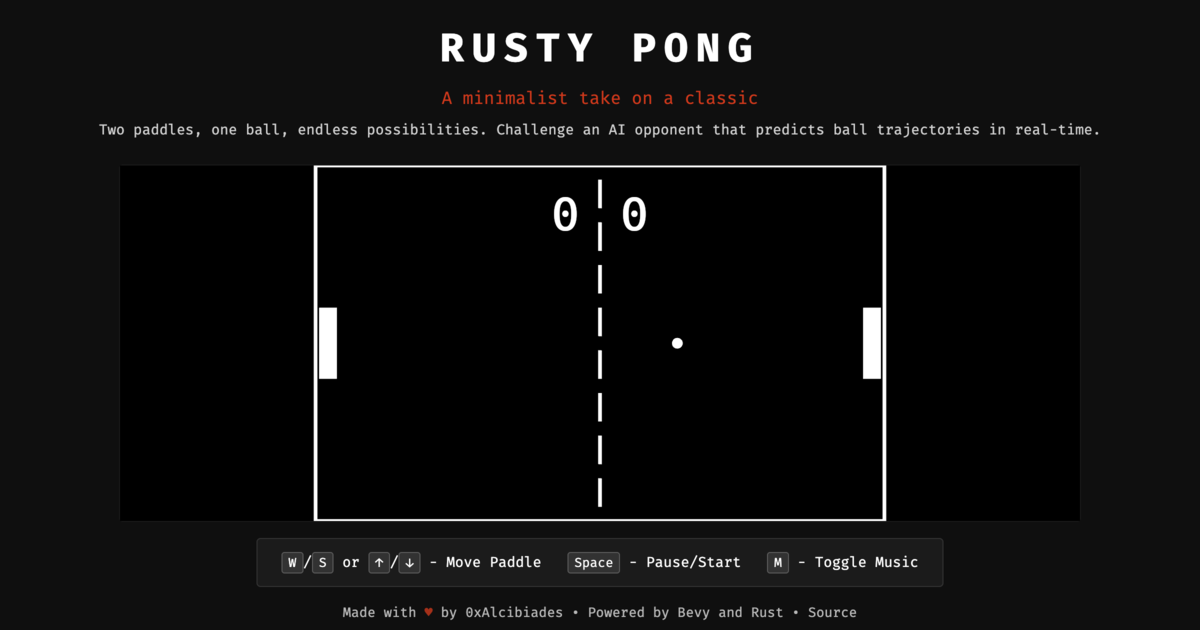 RUSTY PONG
A minimalist take on a classic
Two paddles, one ball, endless possibilities. Challenge an AI opponent that predicts ball trajectories in real-time.
0 0
W/S or ↑/↓ - Move Paddle Space - Pause/Start M - Toggle Music
Made with ♥ by 0xAlcibiades • Powered by Bevy and Rust • Source